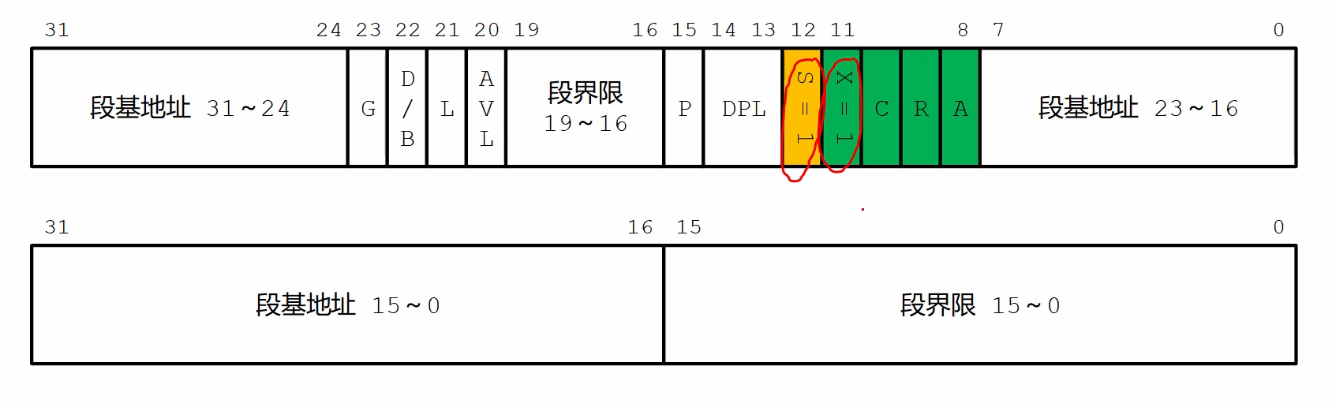 31 24 23 22 21 20 19 16 15 14 13 12 11 8 7 0
段基地址 31~24
G
D/B
L
AVL
段界限
19~16
P
DPL
S=1
X=1
C
R
A
段基地址 23~16
31 16 15 0
段基地址 15~0
段界限 15~0